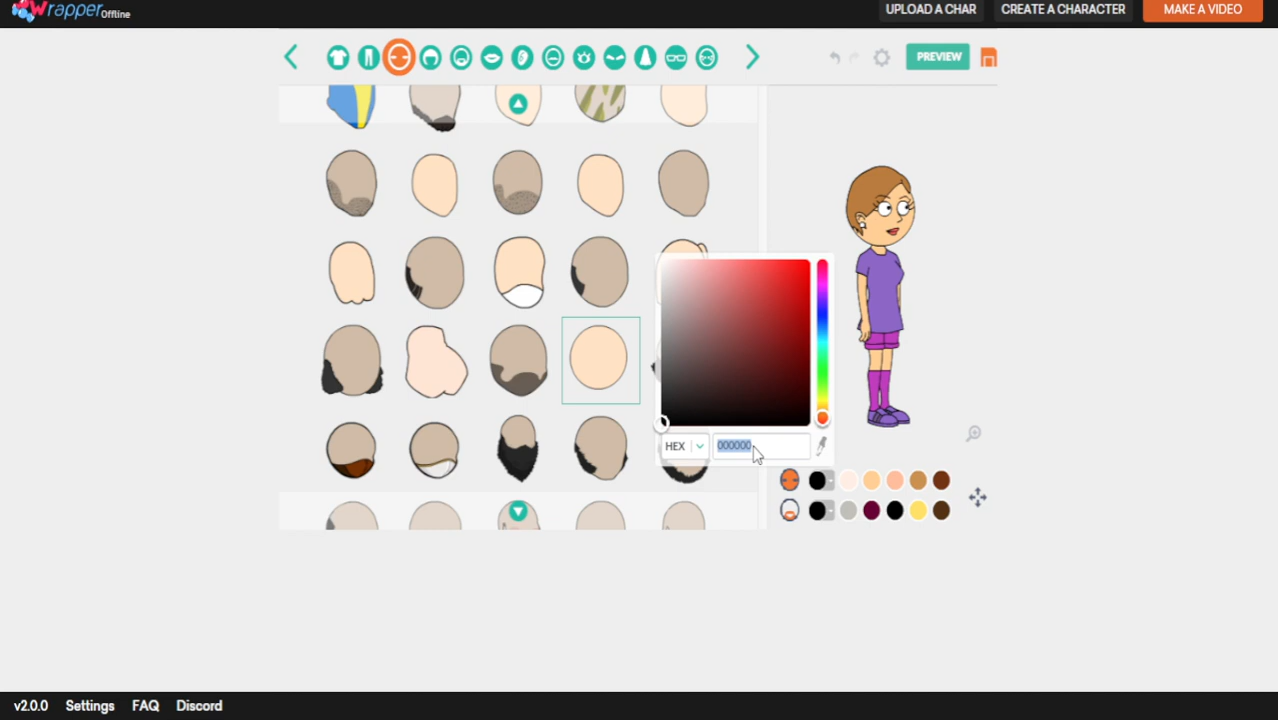 Wrapper Offline
UPLOAD A CHAR
CREATE A CHARACTER
MAKE A VIDEO
PREVIEW
HEX
000000
v2.0.0
Settings
FAQ
Discord